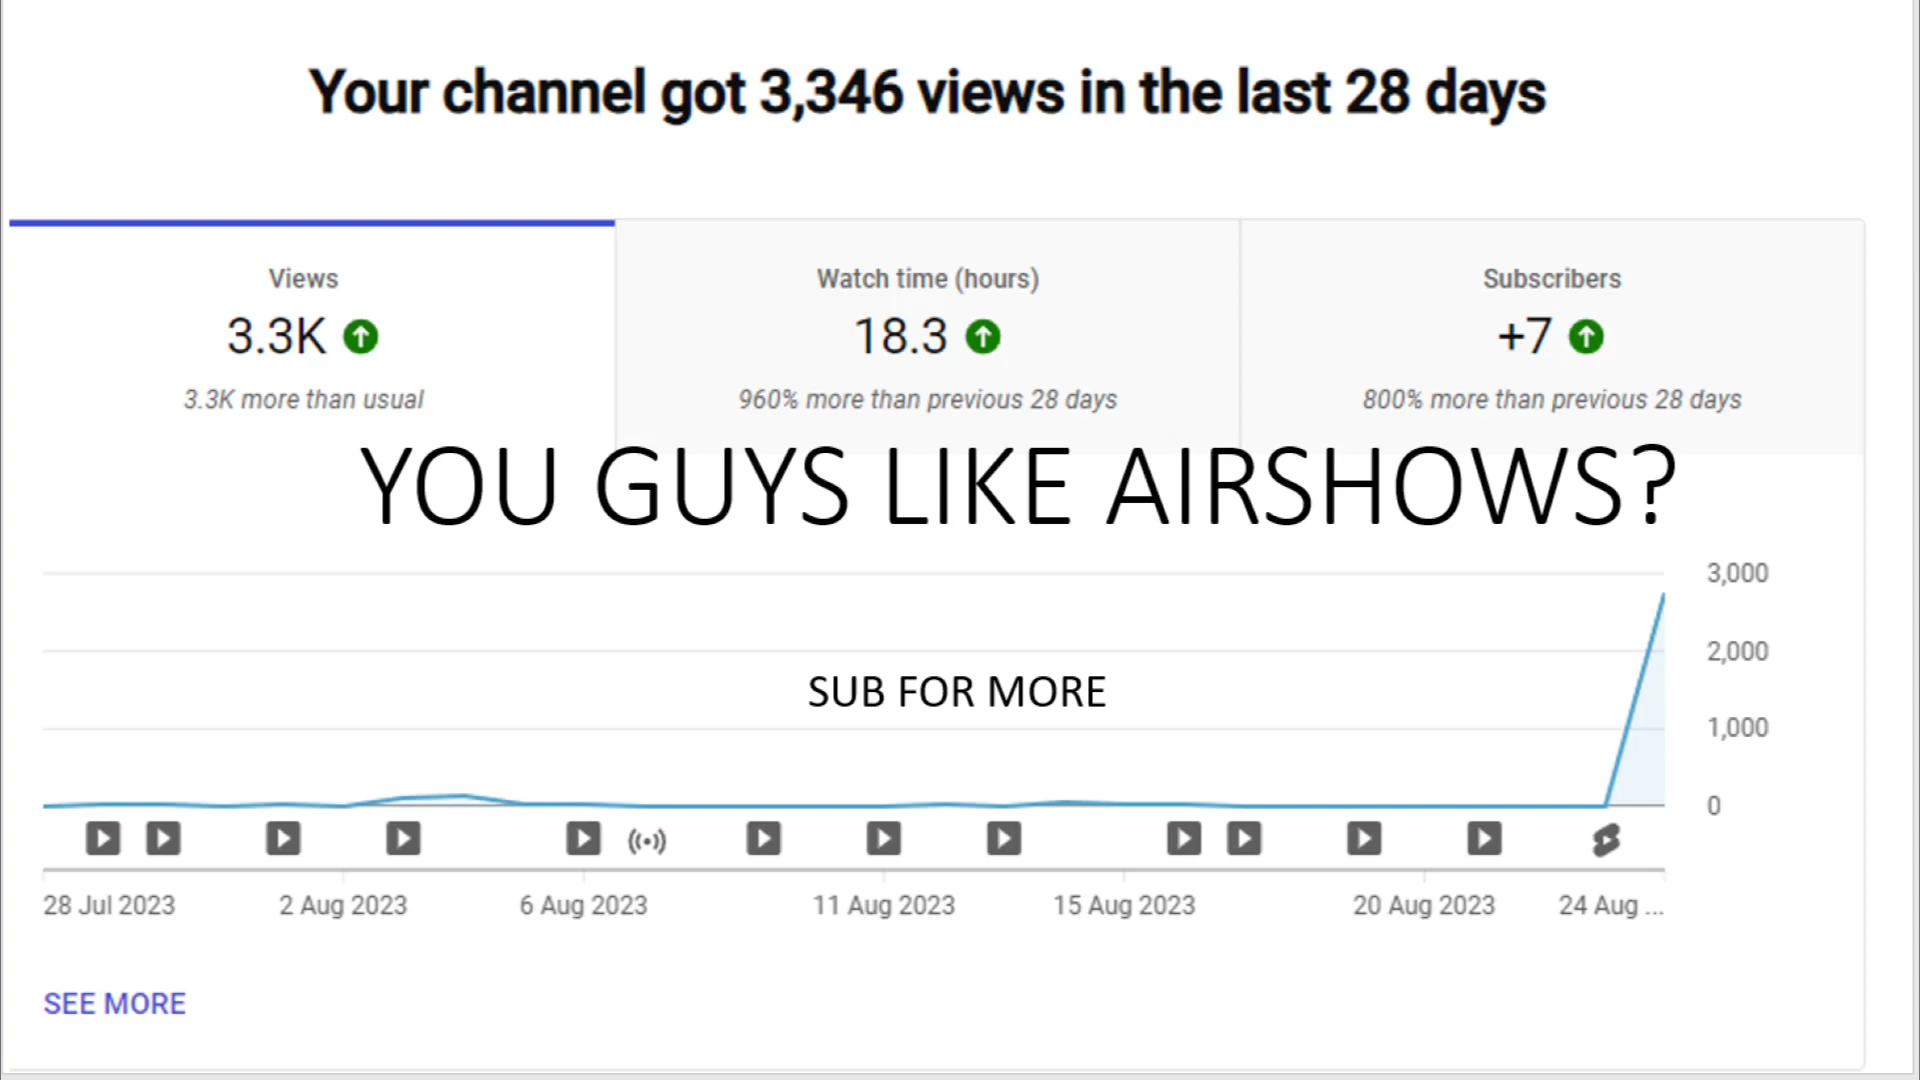 Your channel got 3,346 views in the last 28 days
Views
3.3K
3.3K more than usual
Watch time (hours)
18.3
960% more than previous 28 days
Subscribers
+7
800% more than previous 28 days
YOU GUYS LIKE AIRSHOWS?
SUB FOR MORE
3,000
2,000
1,000
0
28 Jul 2023
2 Aug 2023
6 Aug 2023
11 Aug 2023
15 Aug 2023
20 Aug 2023
24 Aug ...
SEE MORE